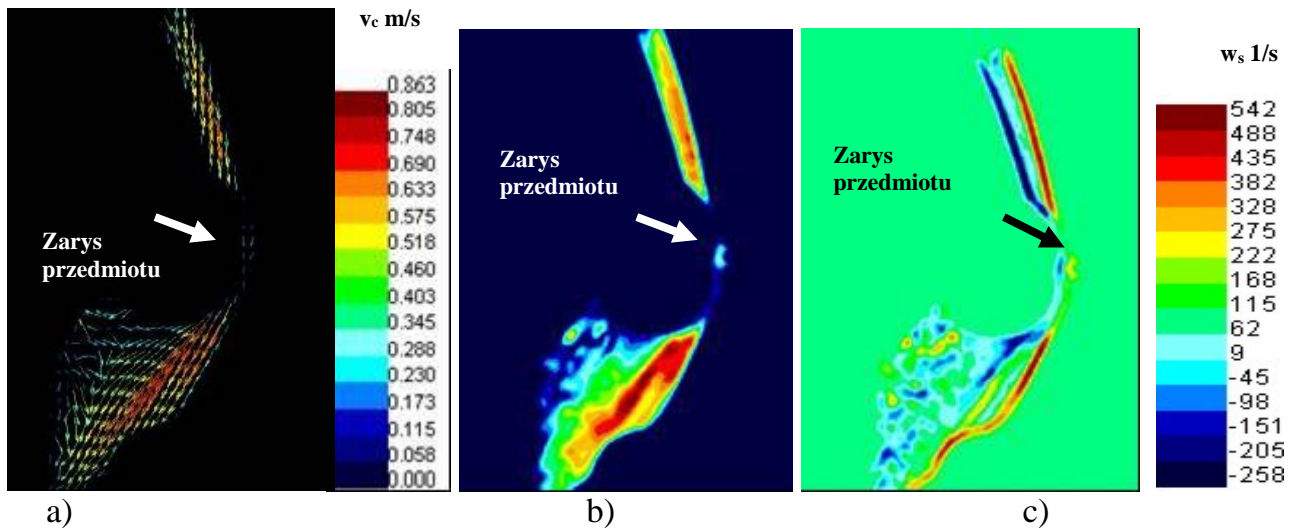 v_c m/s
0.863
0.805
0.748
0.690
0.633
0.575
0.518
0.460
0.403
0.345
0.288
0.230
0.173
0.115
0.058
0.000
Zarys
przedmiotu
a)
Zarys
przedmiotu
b)
Zarys
przedmiotu
c)
w_s 1/s
542
488
435
382
328
275
222
168
115
62
9
-45
-98
-151
-205
-258